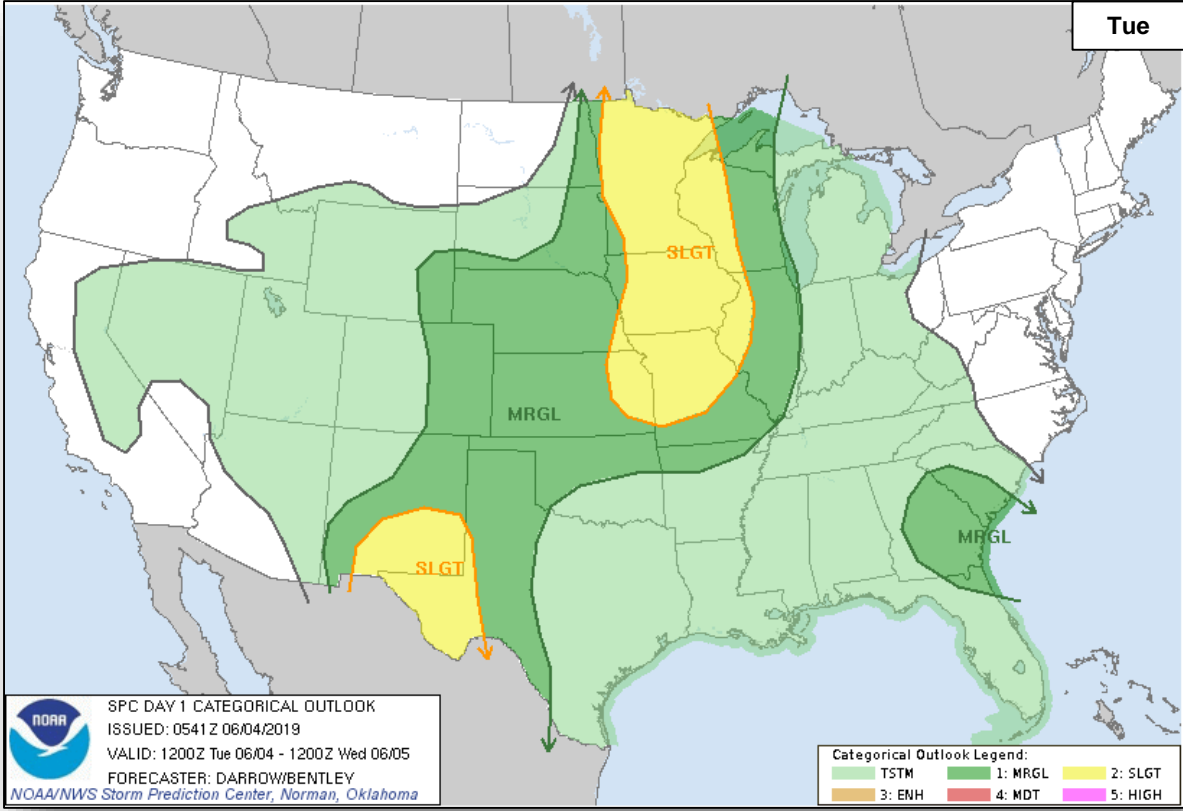 Tue
SLGT
MRGL
MRGL
SLGT
NOAA
SPC DAY 1 CATEGORICAL OUTLOOK
ISSUED: 0541Z 06/04/2019
VALID: 1200Z Tue 06/04 - 1200Z Wed 06/05
FORECASTER: DARROW/BENTLEY
NOAA/NWS Storm Prediction Center, Norman, Oklahoma
Categorical Outlook Legend:
TSTM 1: MRGL 2: SLGT
3: ENH 4: MDT 5: HIGH